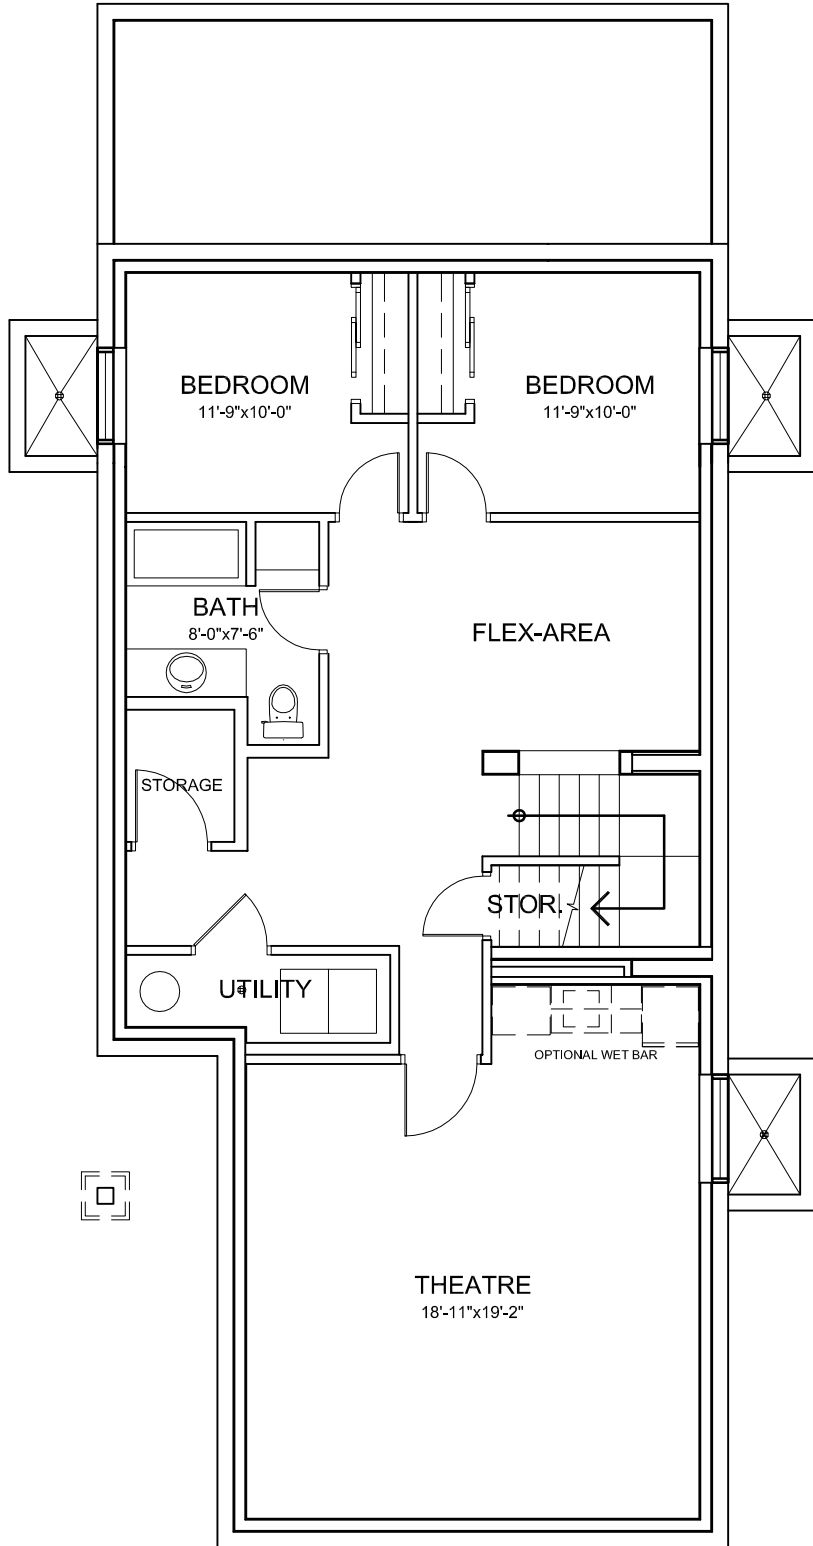 BEDROOM
11'-9"x10'-0"
BEDROOM
11'-9"x10'-0"
BATH
8'-0"x7'-6"
FLEX-AREA
STORAGE
STOR.
UTILITY
OPTIONAL WET BAR
THEATRE
18'-11"x19'-2"